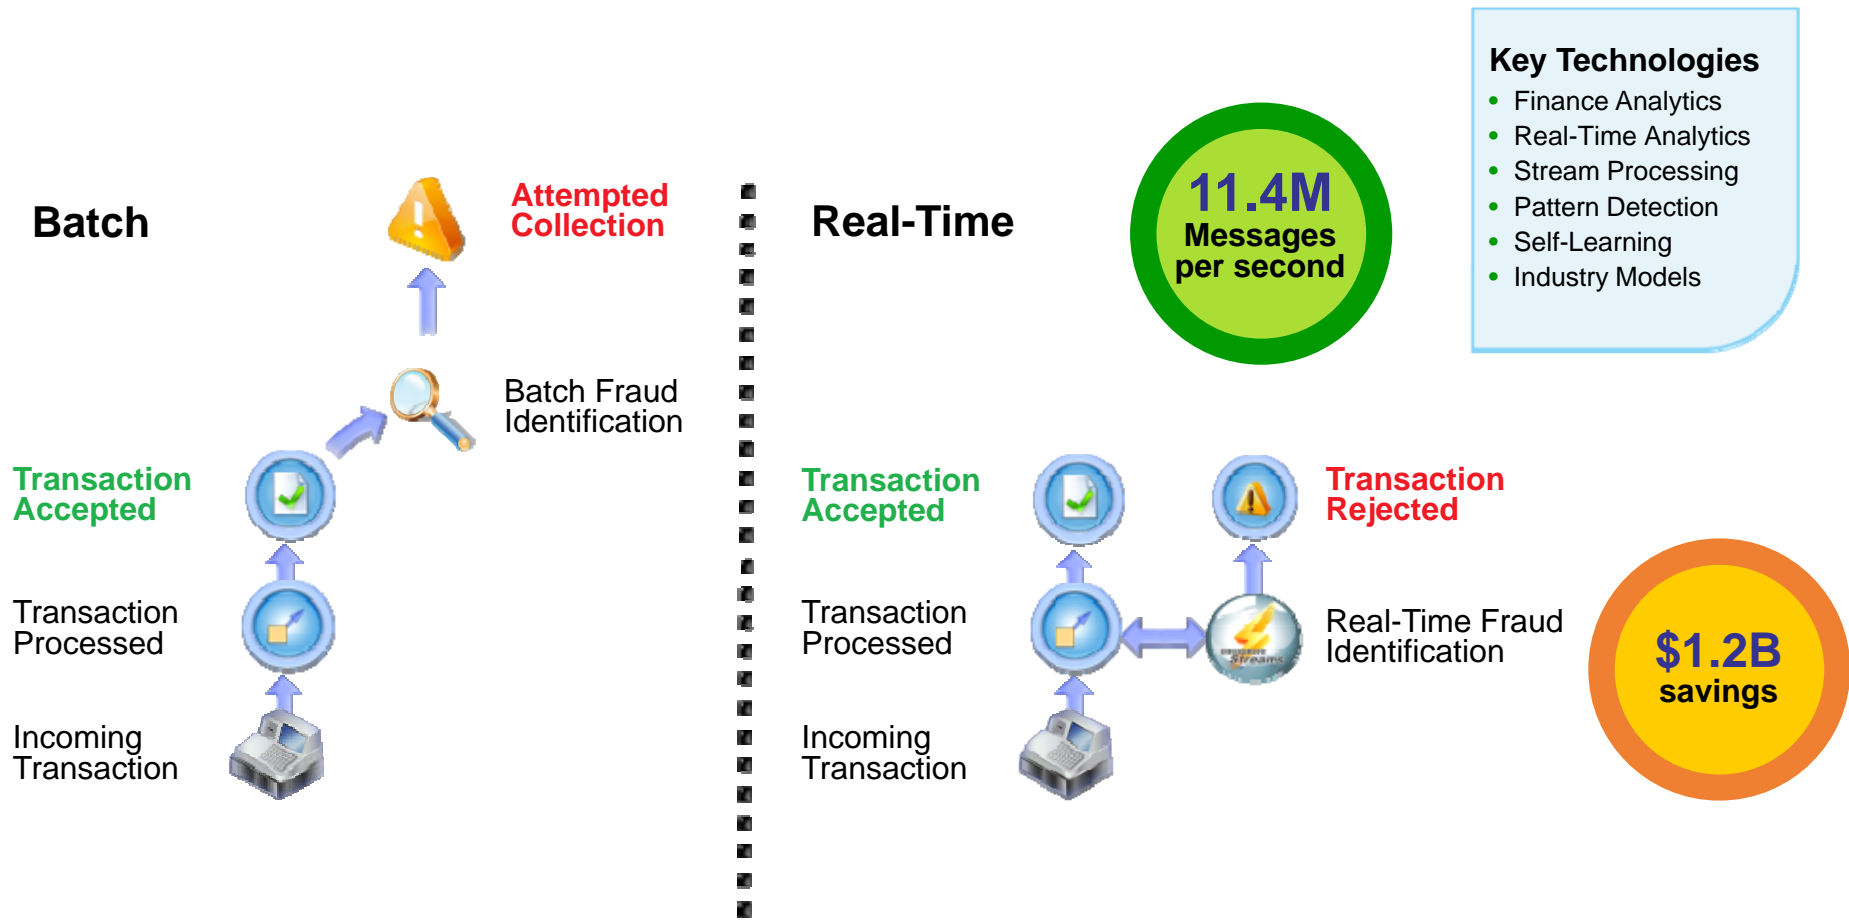 Batch
Attempted
Collection
Batch Fraud
Identification
Transaction
Accepted
Transaction
Processed
Incoming
Transaction
Real-Time
11.4M
Messages
per second
Key Technologies
• Finance Analytics
• Real-Time Analytics
• Stream Processing
• Pattern Detection
• Self-Learning
• Industry Models
Transaction
Accepted
Transaction
Rejected
Transaction
Processed
Streams
Real-Time Fraud
Identification
Incoming
Transaction
$1.2B
savings